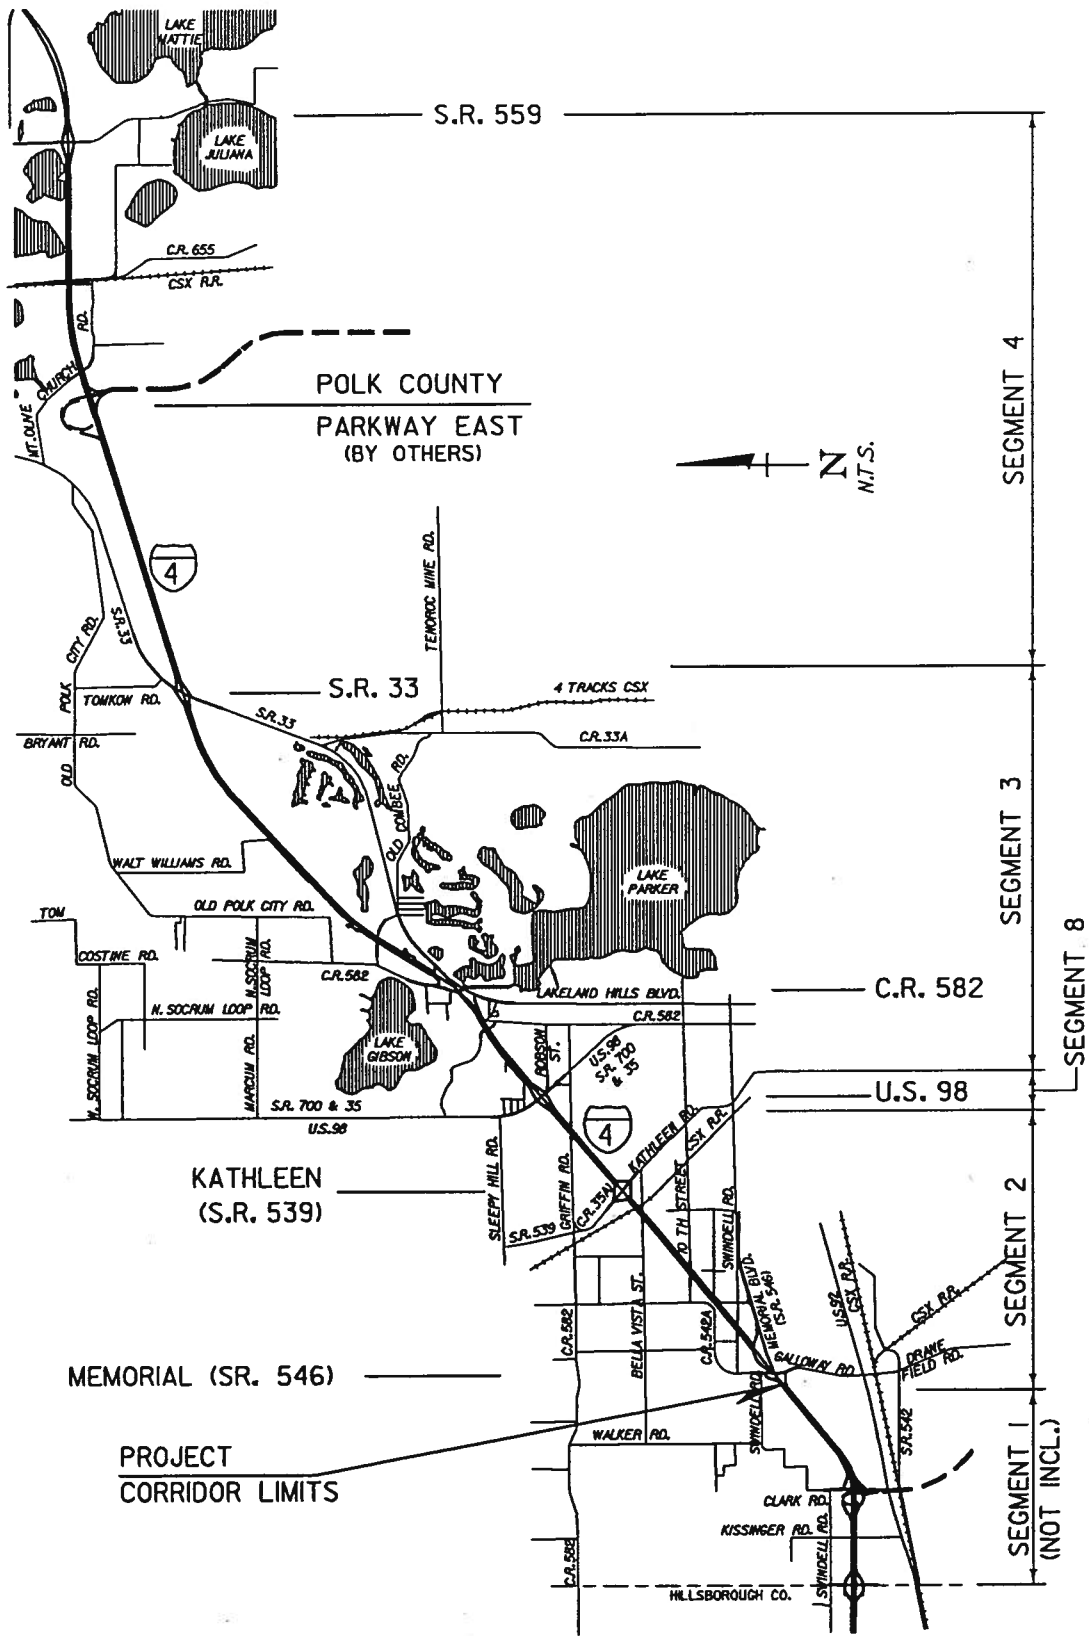 LAKE
MATTIE
S.R. 559
LAKE
JULIANA
C.R. 655
CSX R.R.
RD.
CHURCH
MT. OLIVE
POLK COUNTY
PARKWAY EAST
(BY OTHERS)
SEGMENT 4
N
N.T.S.
4
TENOROC MINE RD.
S.R. 33
CITY RD.
POLK
OLD
TOMKOW RD.
S.R. 33
4 TRACKS CSX
S.R. 33
BRYANT RD.
C.R. 33A
OLD COMBEE RD.
SEGMENT 3
WALT WILLIAMS RD.
LAKE
PARKER
TOM
OLD POLK CITY RD.
COSTINE RD.
N. SOCRUM
LOOP RD.
C.R. 582
LAKELAND HILLS BLVD.
C.R. 582
SEGMENT 8
N. SOCRUM LOOP RD.
C.R. 582
N. SOCRUM LOOP RD.
MARCUM RD.
LAKE
GIBSON
ROBSON
ST.
U.S. 98
S.R. 700
& 35
S.R. 700 & 35
U.S. 98
U.S. 98
4
KATHLEEN RD.
CSX R.R.
KATHLEEN
(S.R. 539)
SLEEPY HILL RD.
GRIFFIN RD.
(C.R. 35A)
S.R. 539
10 TH STREET
SWINDELL RD.
SEGMENT 2
BELLA VISTA ST.
C.R. 582
C.R. 542A
MEMORIAL BLVD.
(S.R. 546)
U.S. 92
CSX R.R.
CSX R.R.
GALLOWAY RD
DRANE
FIELD RD.
MEMORIAL (SR. 546)
SWINDELL RD
WALKER RD.
S.R. 542
PROJECT
CORRIDOR LIMITS
SEGMENT 1
(NOT INCL.)
CLARK RD.
KISSINGER RD.
SWINDELL RD.
C.R. 582
HILLSBOROUGH CO.